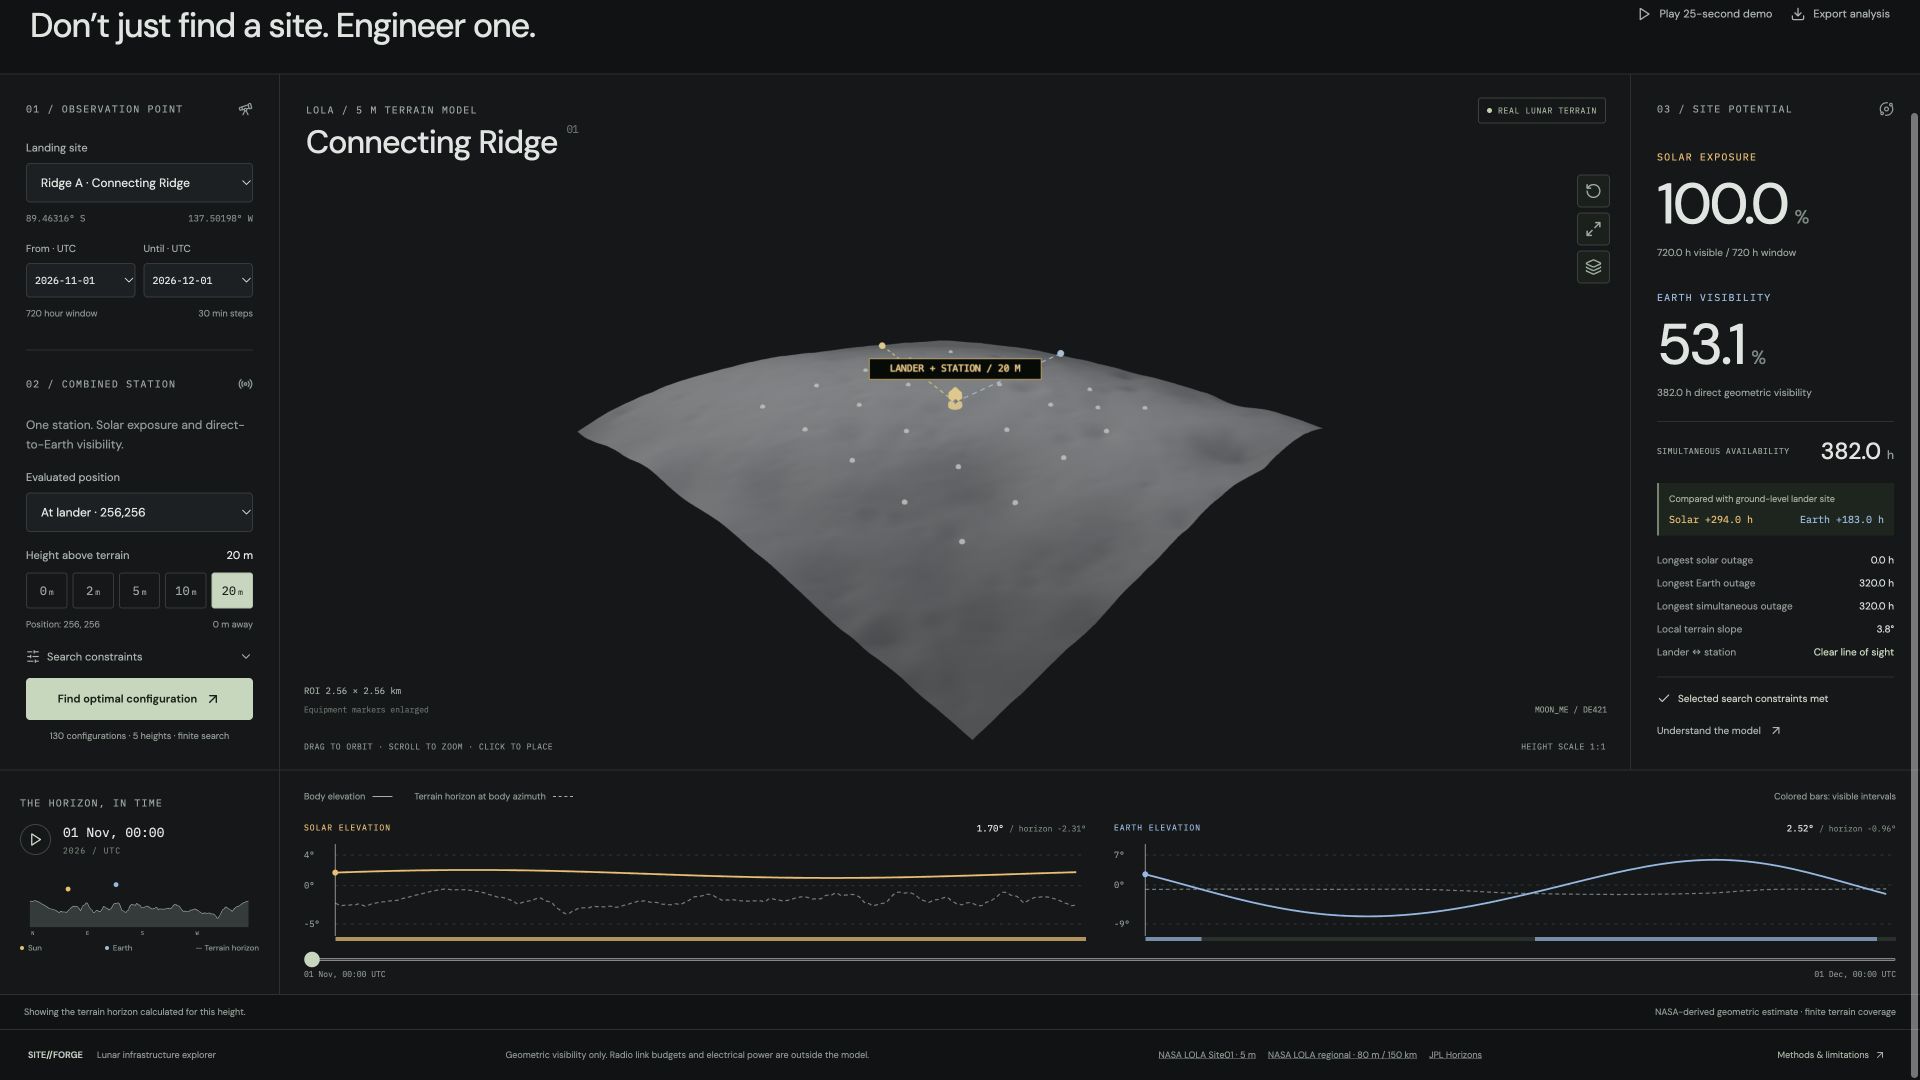 Don't just find a site. Engineer one.
Play 25-second demo
Export analysis
01 / OBSERVATION POINT
Landing site
Ridge A · Connecting Ridge
89.46316° S
137.50198° W
From · UTC
Until · UTC
2026-11-01
2026-12-01
720 hour window
30 min steps
02 / COMBINED STATION
One station. Solar exposure and direct-
to-Earth visibility.
Evaluated position
At lander · 256,256
Height above terrain
20 m
0 m
2 m
5 m
10 m
20 m
Position: 256, 256
0 m away
Search constraints
Find optimal configuration
130 configurations · 5 heights · finite search
LOLA / 5 M TERRAIN MODEL
Connecting Ridge 01
REAL LUNAR TERRAIN
LANDER + STATION / 20 M
ROI 2.56 × 2.56 km
Equipment markers enlarged
MOON_ME / DE421
DRAG TO ORBIT · SCROLL TO ZOOM · CLICK TO PLACE
HEIGHT SCALE 1:1
03 / SITE POTENTIAL
SOLAR EXPOSURE
100.0 %
720.0 h visible / 720 h window
EARTH VISIBILITY
53.1 %
382.0 h direct geometric visibility
SIMULTANEOUS AVAILABILITY
382.0 h
Compared with ground-level lander site
Solar +294.0 h
Earth +183.0 h
Longest solar outage
0.0 h
Longest Earth outage
320.0 h
Longest simultaneous outage
320.0 h
Local terrain slope
3.8°
Lander ↔ station
Clear line of sight
Selected search constraints met
Understand the model
THE HORIZON, IN TIME
01 Nov, 00:00
2026 / UTC
N
E
S
W
Sun
Earth
Terrain horizon
Body elevation
Terrain horizon at body azimuth
Colored bars: visible intervals
SOLAR ELEVATION
1.70° / horizon -2.31°
4°
0°
-5°
EARTH ELEVATION
2.52° / horizon -0.96°
7°
0°
-9°
01 Nov, 00:00 UTC
01 Dec, 00:00 UTC
Showing the terrain horizon calculated for this height.
NASA-derived geometric estimate · finite terrain coverage
SITE//FORGE
Lunar infrastructure explorer
Geometric visibility only. Radio link budgets and electrical power are outside the model.
NASA LOLA Site01 · 5 m
NASA LOLA regional · 80 m / 150 km
JPL Horizons
Methods & limitations